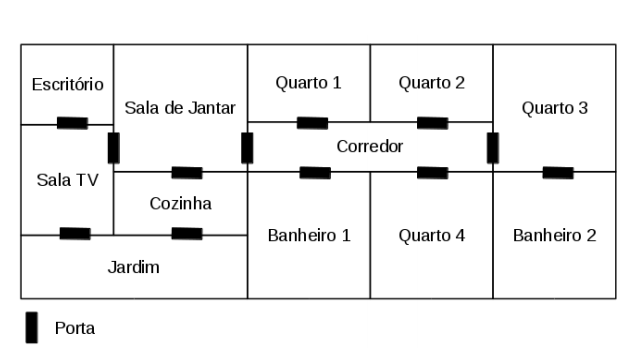 Escritório
Sala de Jantar
Quarto 1
Quarto 2
Quarto 3
Corredor
Sala TV
Cozinha
Banheiro 1
Quarto 4
Banheiro 2
Jardim
Porta